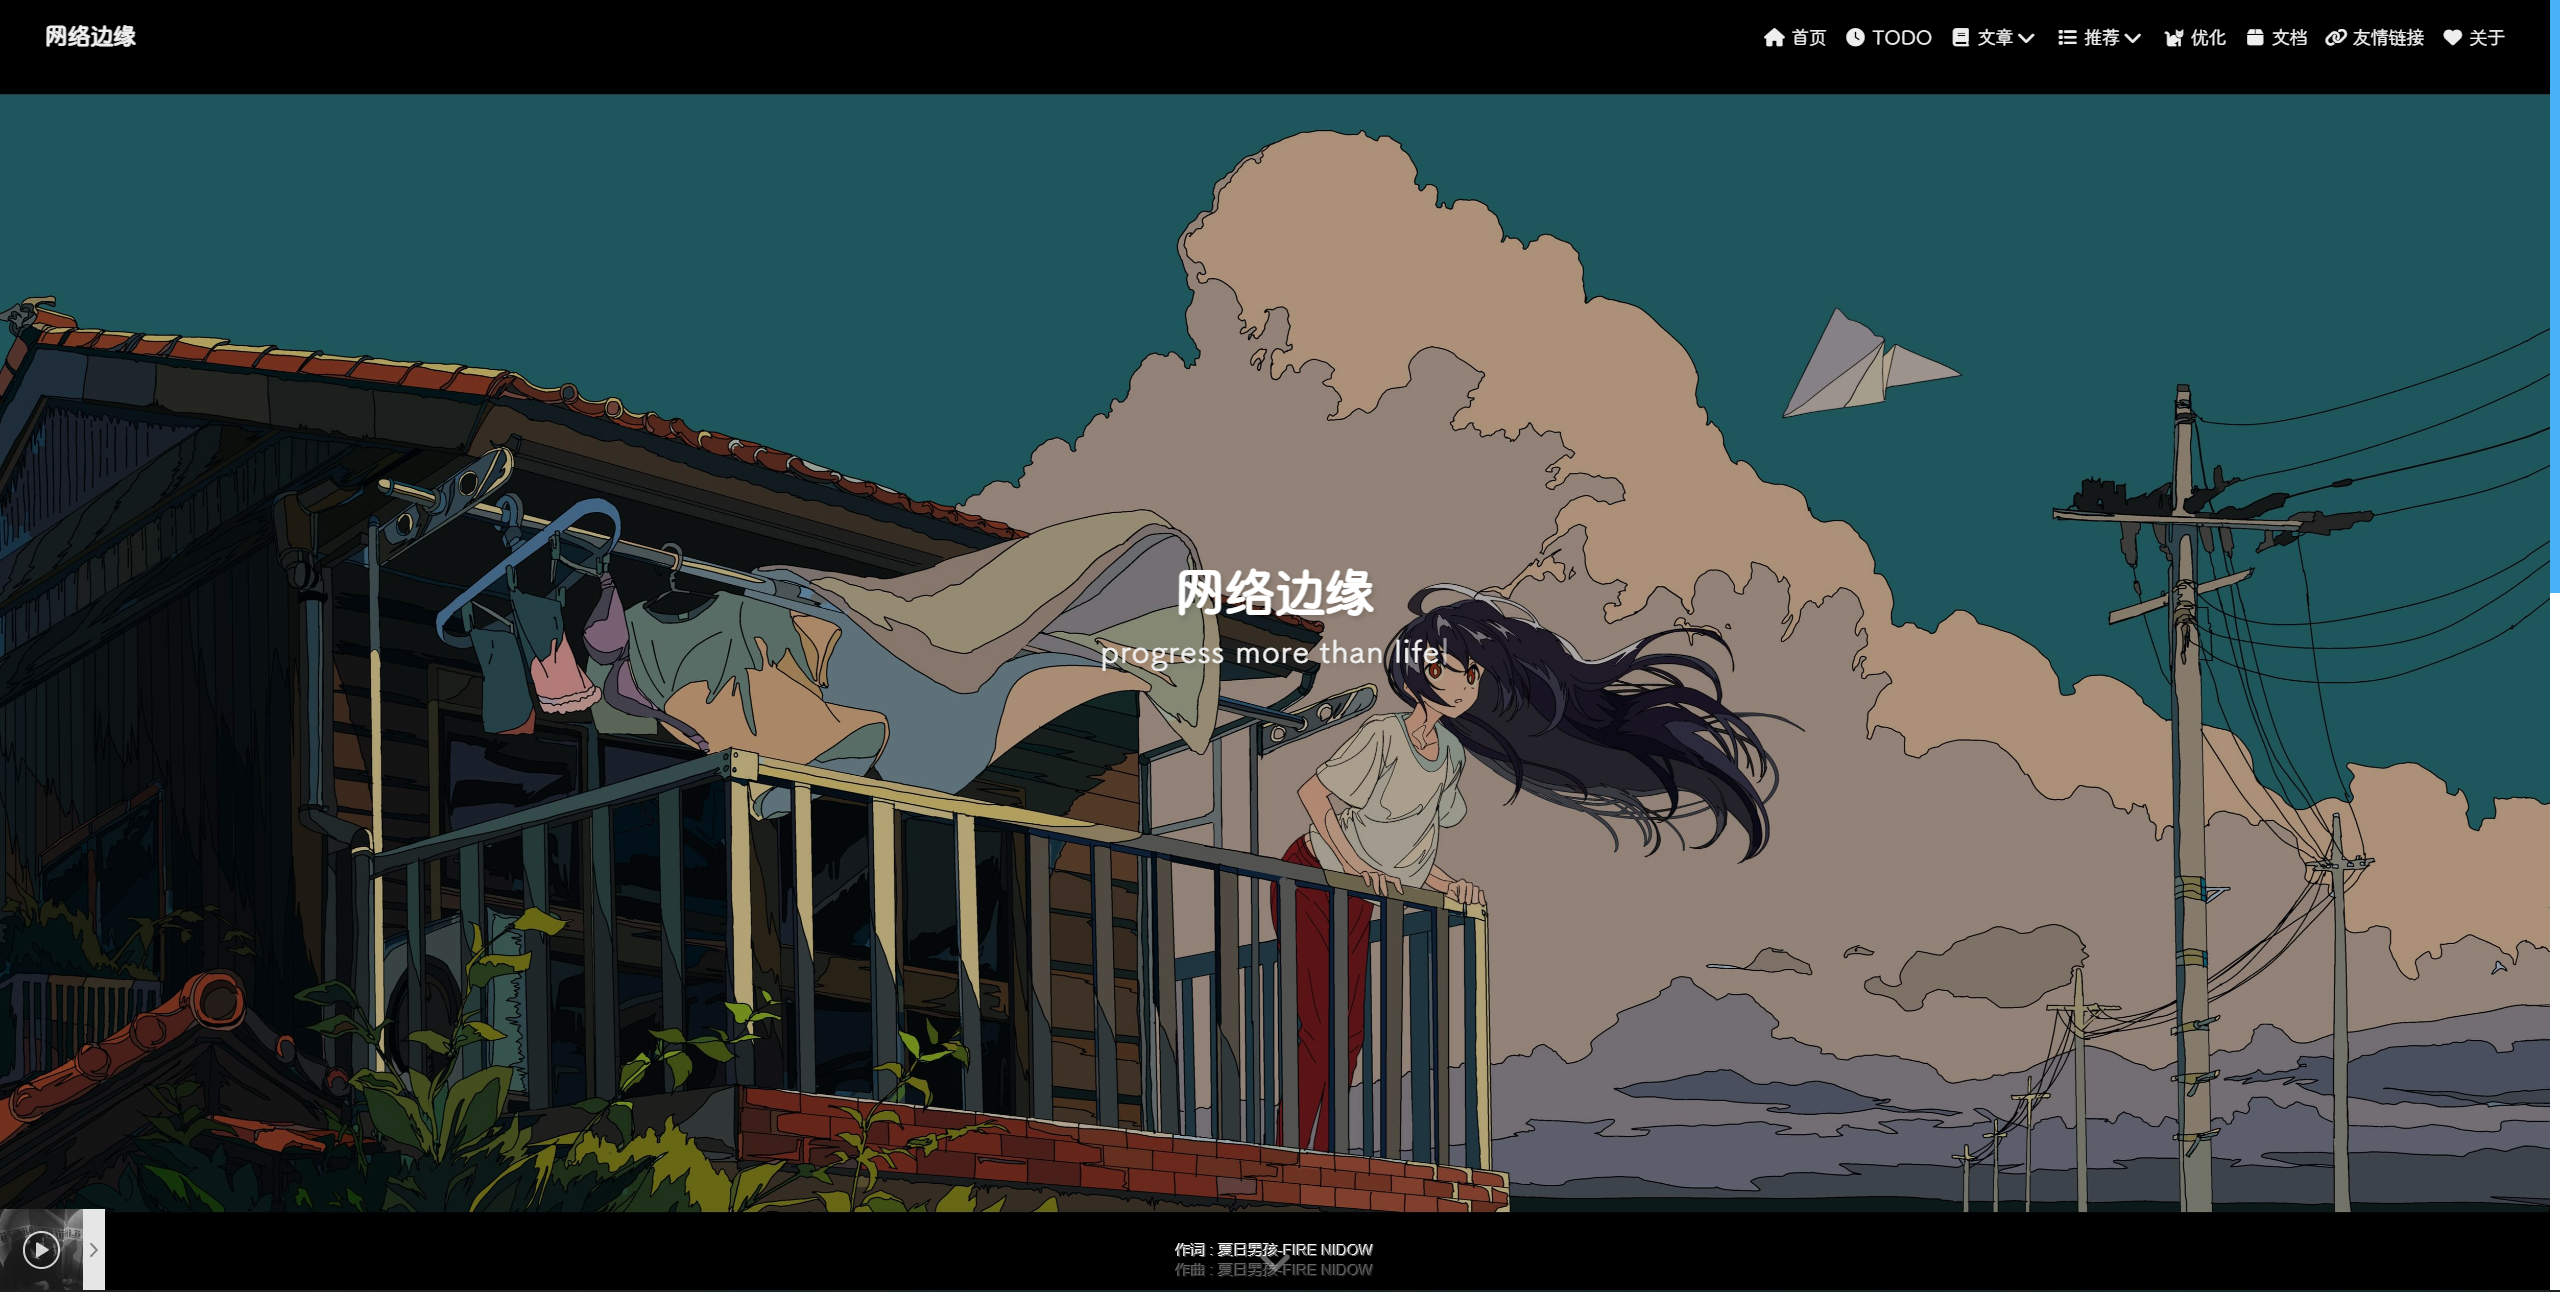 网络边缘
首页 TODO 文章 推荐 优化 文档 友情链接 关于
网络边缘
progress more than life!
作词 : 夏日男孩-FIRE NIDOW
作曲 : 夏日男孩-FIRE NIDOW